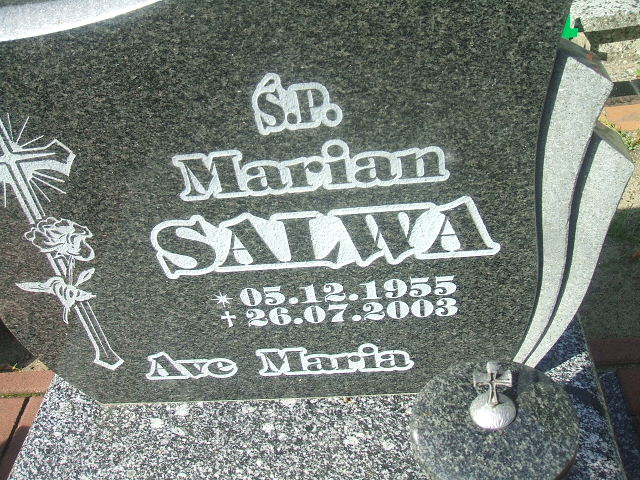 Ś.P.
Marian
SALWA
* 05.12.1955
✝ 26.07.2003
Ave Maria